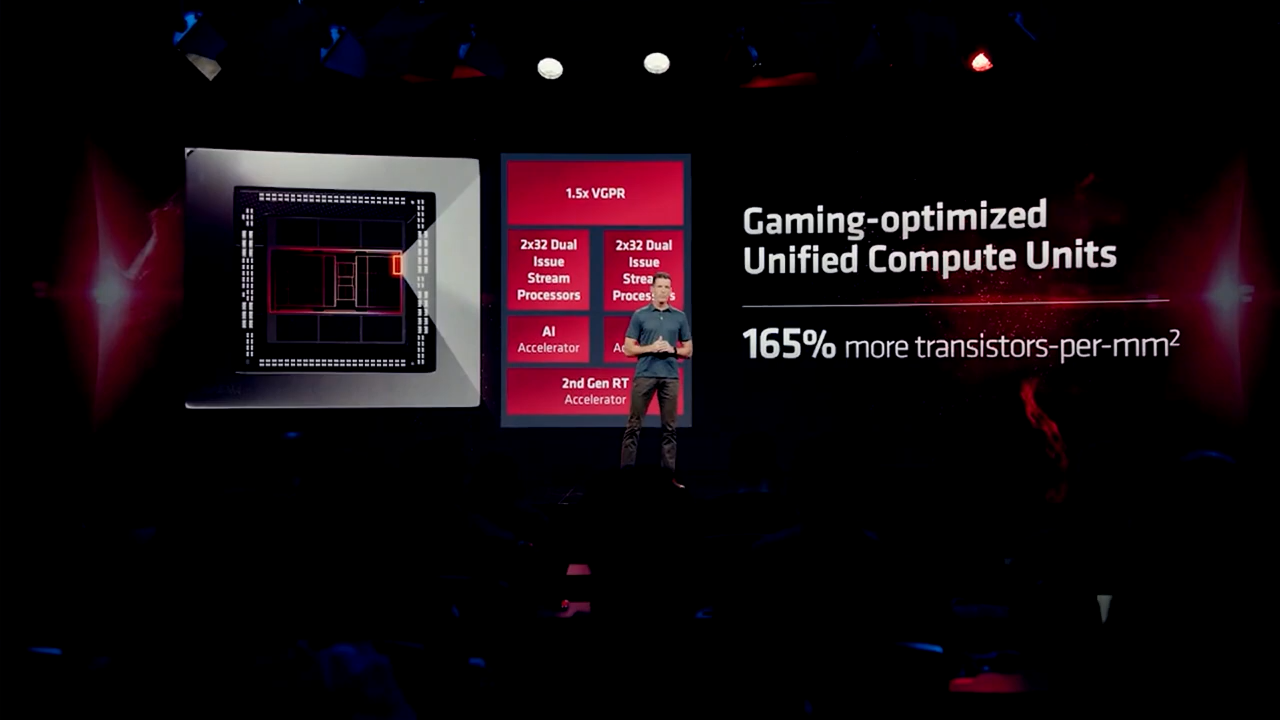 1.5x VGPR
2x32 Dual
Issue
Stream
Processors
2x32 Dual
Issue
AI
Accelerator
2nd Gen RT
Accelerator
Gaming-optimized
Unified Compute Units
165% more transistors-per-mm²